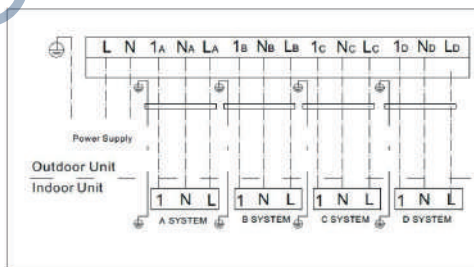 L N 1A NA LA 1B NB LB 1C NC LC 1D ND LD
Power Supply
Outdoor Unit
Indoor Unit
1 N L 1 N L 1 N L 1 N L
A SYSTEM B SYSTEM C SYSTEM D SYSTEM